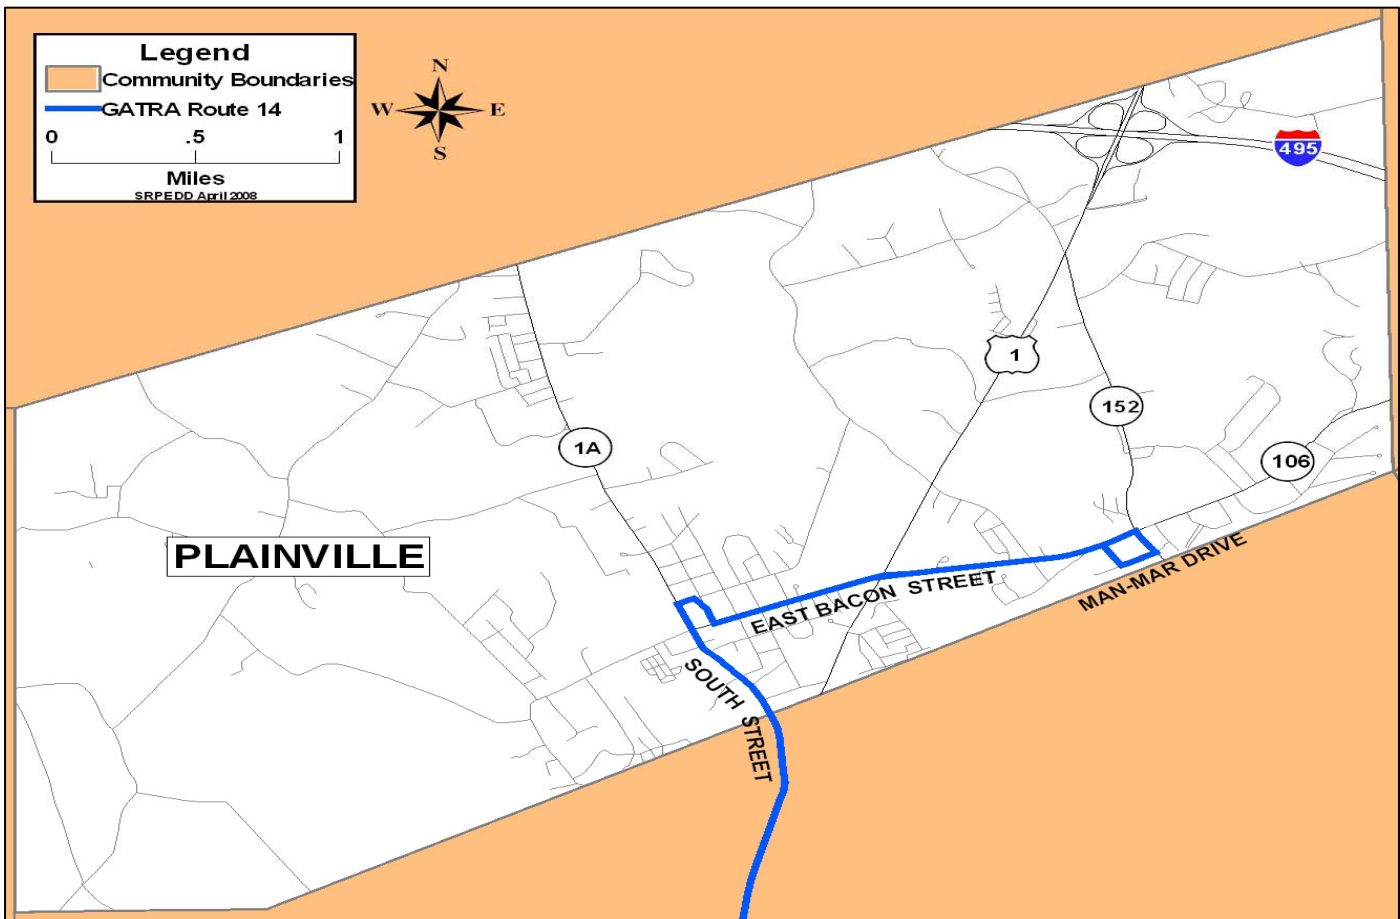 Legend
Community Boundaries
GATRA Route 14
0 .5 1
Miles
SRPEDD April 2008
N
W E
S
495
1
152
1A
106
PLAINVILLE
EAST BACON STREET
MAN-MAR DRIVE
SOUTH STREET